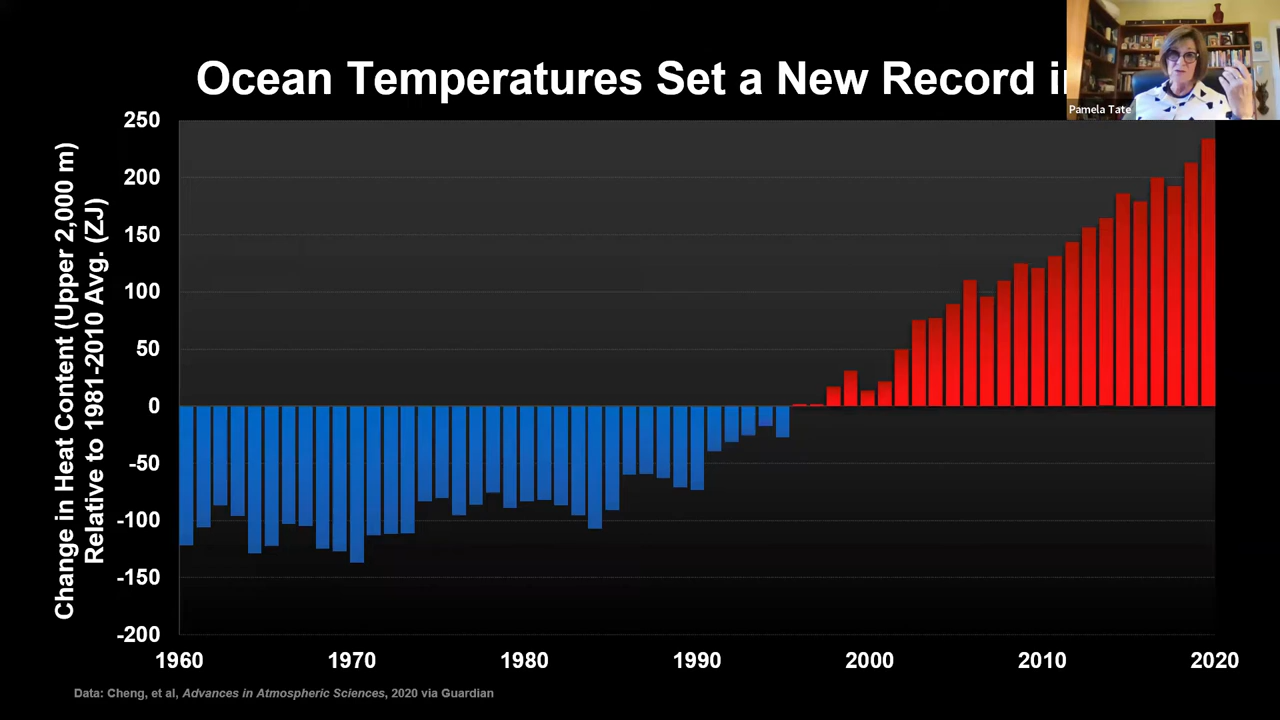 Ocean Temperatures Set a New Record
Pamela Tate
250
200
150
100
50
0
-50
-100
-150
-200
Change in Heat Content (Upper 2,000 m)
Relative to 1981-2010 Avg. (ZJ)
1960 1970 1980 1990 2000 2010 2020
Data: Cheng, et al, Advances in Atmospheric Sciences, 2020 via Guardian